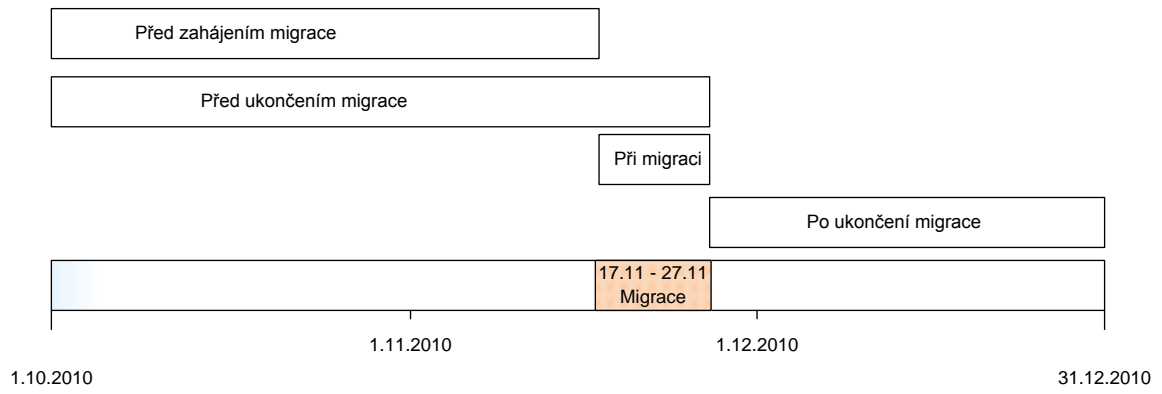 Před zahájením migrace
Před ukončením migrace
Při migraci
Po ukončení migrace
17.11 - 27.11
Migrace
1.11.2010
1.12.2010
1.10.2010
31.12.2010